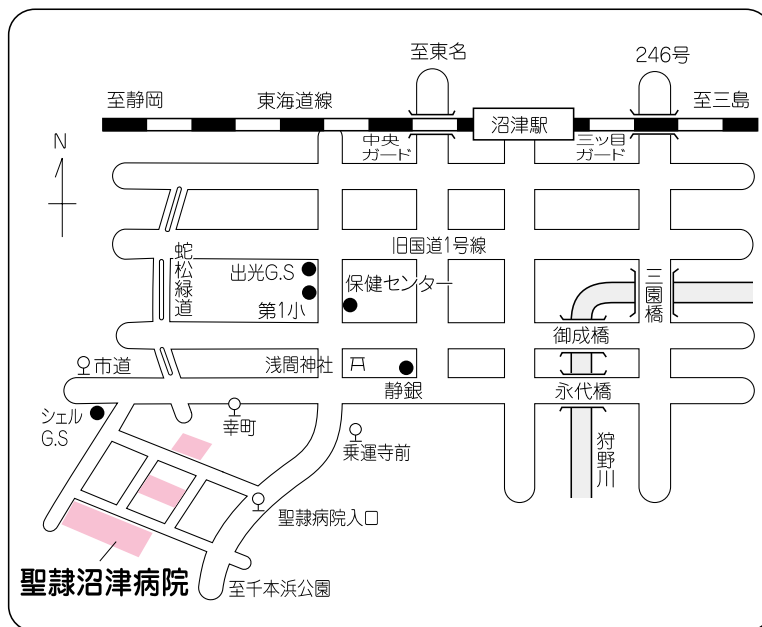 至東名
246号
至静岡
東海道線
沼津駅
至三島
N
中央
ガード
三ッ目
ガード
旧国道1号線
蛇松緑道
出光G.S
第1小
保健センター
三園橋
御成橋
市道
浅間神社
静銀
永代橋
シェル
G.S
幸町
乗運寺前
狩野川
聖隷病院入口
聖隷沼津病院
至千本浜公園